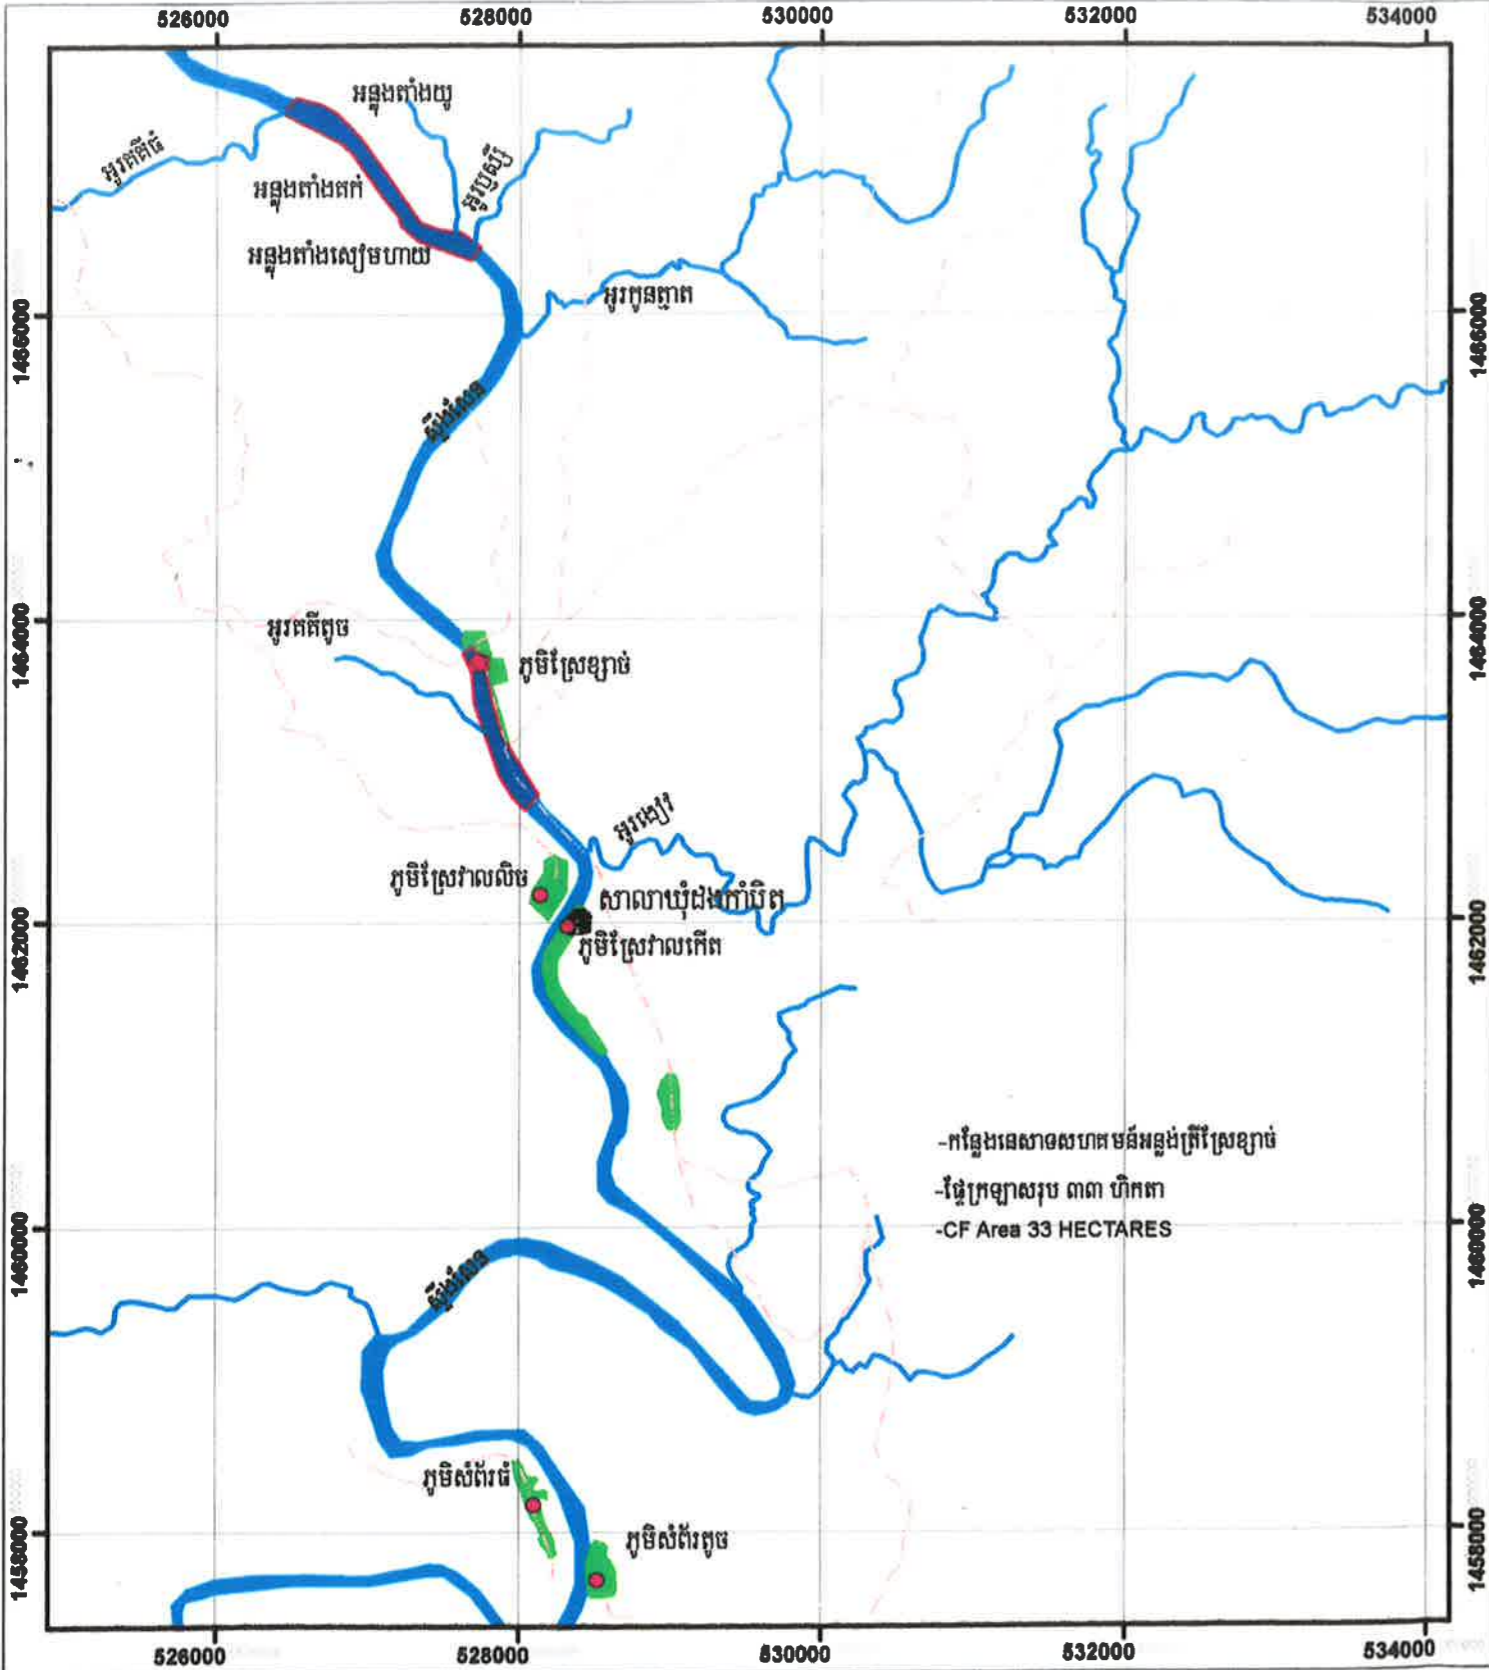 526000
528000
530000
532000
534000
អន្លុងតាំងយូ
អូរគគីធំ
អូរឫស្សី
អន្លុងតាំងគក់
អន្លុងតាំងសៀមហាយ
អូរកូនត្មាត
1466000
1466000
ស្ទឹងសែន
1464000
1464000
អូរគគីតូច
ភូមិស្រែខ្សាច់
ភូមិស្រែវាលលិច
សាលាឃុំដងកាំបិត
ភូមិស្រែវាលកើត
1462000
1462000
-កន្លែងនេសាទសហគមន៍អន្លង់ត្រីស្រែខ្សាច់
-ផ្ទៃក្រឡាសរុប ៣៣ ហិកតា
-CF Area 33 HECTARES
1460000
1460000
ស្ទឹងសែន
ភូមិសំព័រធំ
ភូមិសំព័រតូច
1458000
1458000
526000
528000
530000
532000
534000